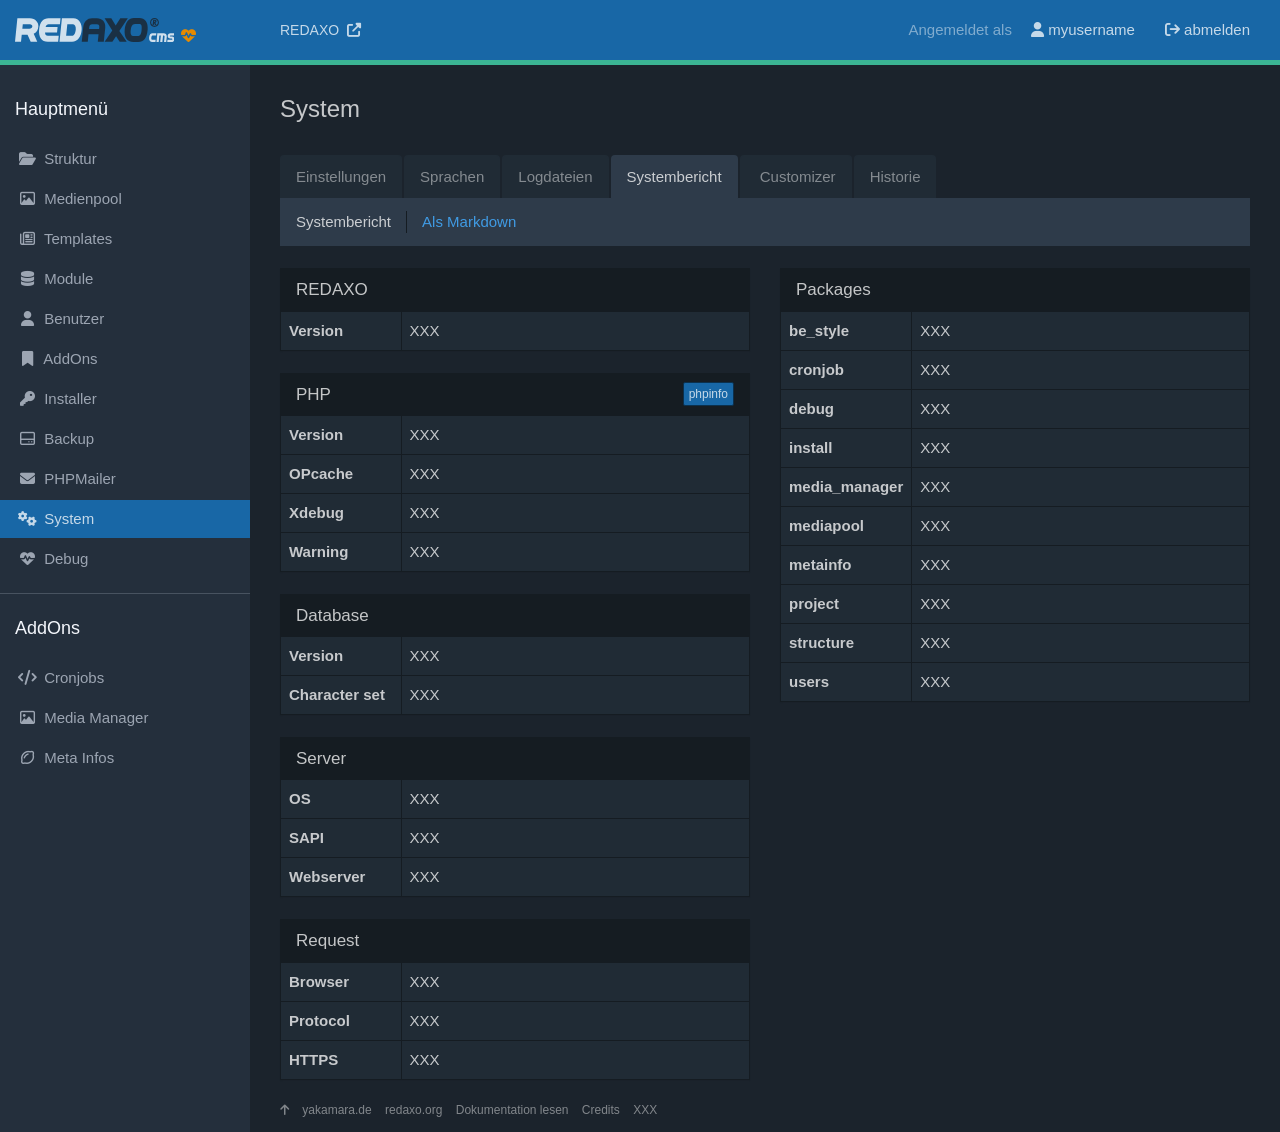 REDAXO® cms
REDAXO
Angemeldet als myusername abmelden
Hauptmenü
Struktur
Medienpool
Templates
Module
Benutzer
AddOns
Installer
Backup
PHPMailer
System
Debug
AddOns
Cronjobs
Media Manager
Meta Infos
System
Einstellungen Sprachen Logdateien Systembericht Customizer Historie
Systembericht Als Markdown
REDAXO
Version XXX
PHP phpinfo
Version XXX
OPcache XXX
Xdebug XXX
Warning XXX
Database
Version XXX
Character set XXX
Server
OS XXX
SAPI XXX
Webserver XXX
Request
Browser XXX
Protocol XXX
HTTPS XXX
Packages
be_style XXX
cronjob XXX
debug XXX
install XXX
media_manager XXX
mediapool XXX
metainfo XXX
project XXX
structure XXX
users XXX
yakamara.de redaxo.org Dokumentation lesen Credits XXX